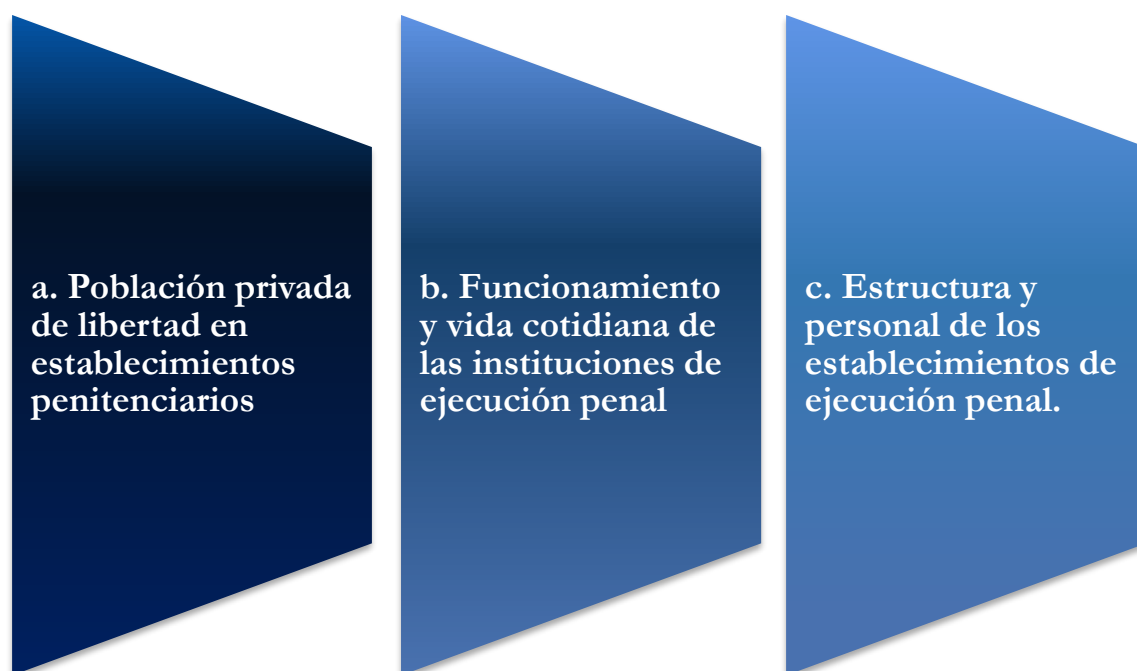 a. Población privada
de libertad en
establecimientos
penitenciarios
b. Funcionamiento
y vida cotidiana de
las instituciones de
ejecución penal
c. Estructura y
personal de los
establecimientos de
ejecución penal.